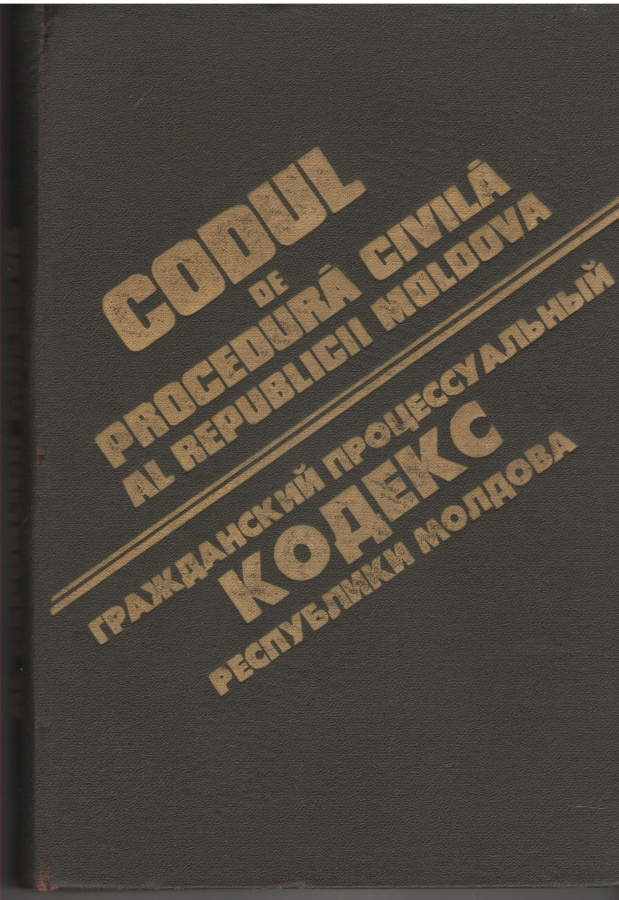 CODUL
DE
PROCEDURĂ CIVILĂ
AL REPUBLICII MOLDOVA
ГРАЖДАНСКИЙ ПРОЦЕССУАЛЬНЫЙ
КОДЕКС
РЕСПУБЛИКИ МОЛДОВА